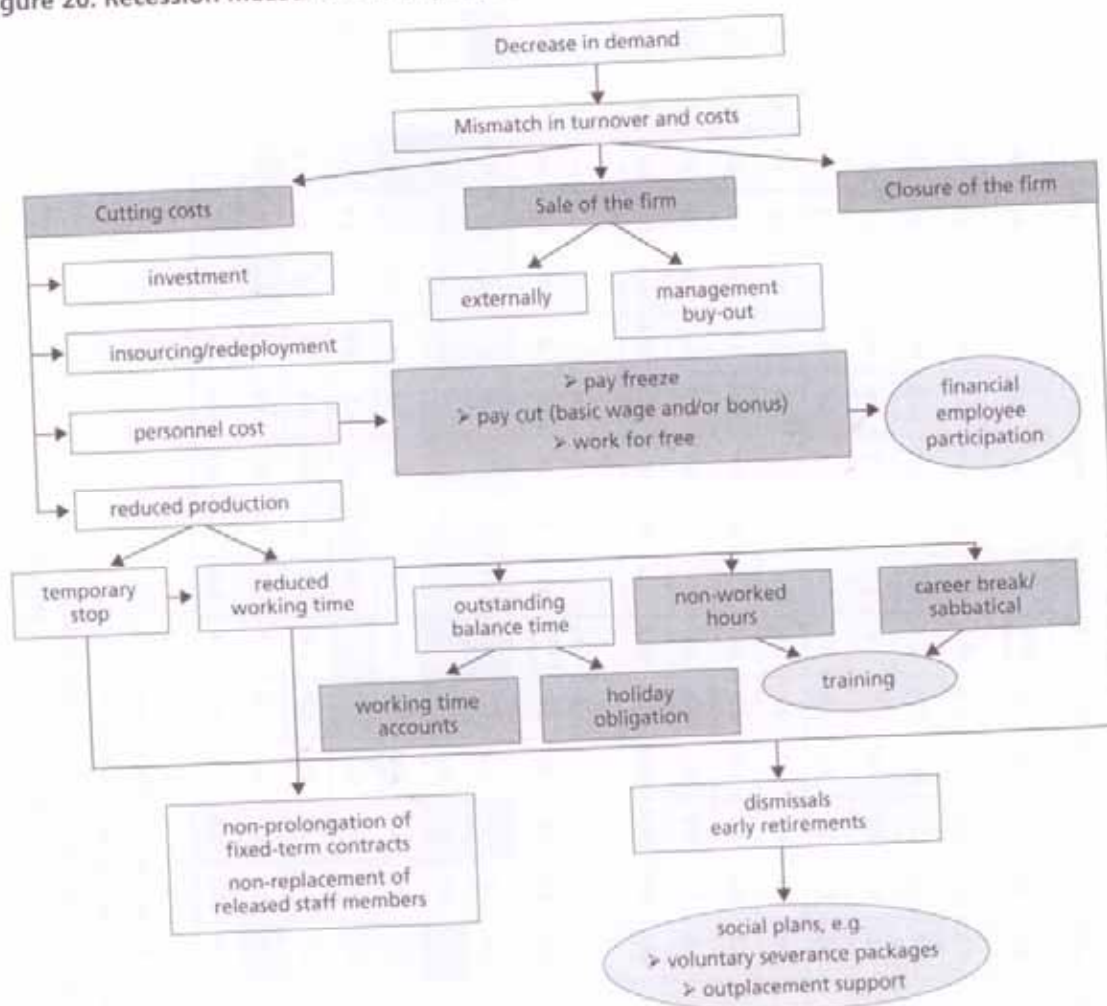 Decrease in demand
Mismatch in turnover and costs
Cutting costs
Sale of the firm
Closure of the firm
investment
externally
management
buy-out
insourcing/redeployment
personnel cost
➢ pay freeze
➢ pay cut (basic wage and/or bonus)
➢ work for free
financial
employee
participation
reduced production
temporary
stop
reduced
working time
outstanding
balance time
non-worked
hours
career break/
sabbatical
working time
accounts
holiday
obligation
training
non-prolongation of
fixed-term contracts
non-replacement of
released staff members
dismissals
early retirements
social plans, e.g.
➢ voluntary severance packages
➢ outplacement support